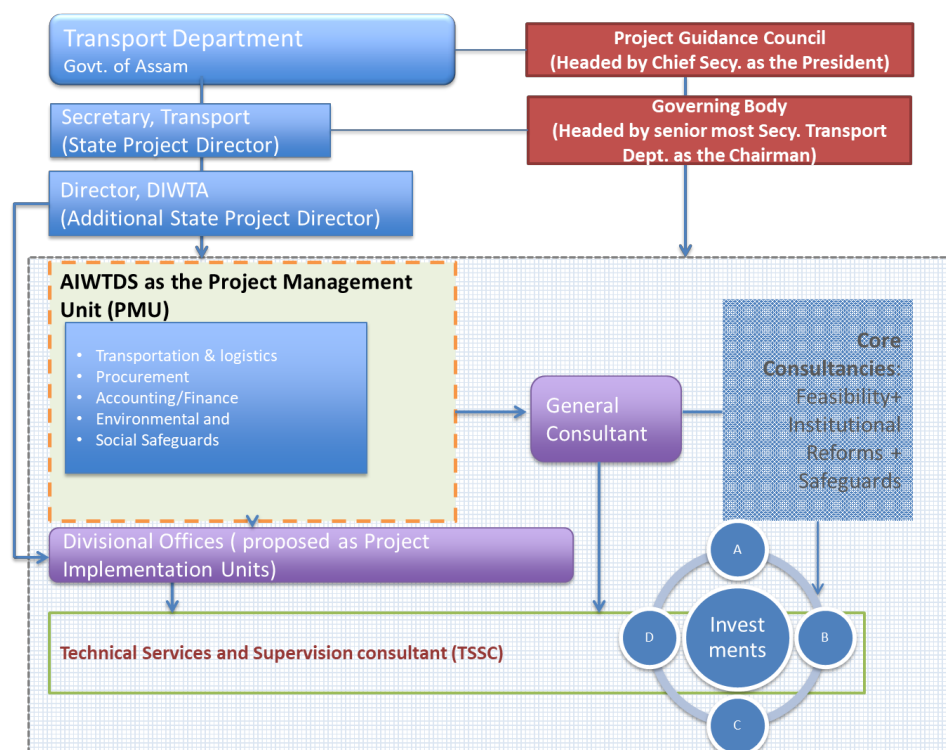 Transport Department
Govt. of Assam
Project Guidance Council
(Headed by Chief Secy. as the President)
Secretary, Transport
(State Project Director)
Governing Body
(Headed by senior most Secy. Transport
Dept. as the Chairman)
Director, DIWTA
(Additional State Project Director)
AIWTDS as the Project Management
Unit (PMU)
• Transportation & logistics
• Procurement
• Accounting/Finance
• Environmental and
• Social Safeguards
General
Consultant
Core
Consultancies:
Feasibility+
Institutional
Reforms +
Safeguards
Divisional Offices ( proposed as Project
Implementation Units)
Technical Services and Supervision consultant (TSSC)
A
D
Invest
ments
B
C